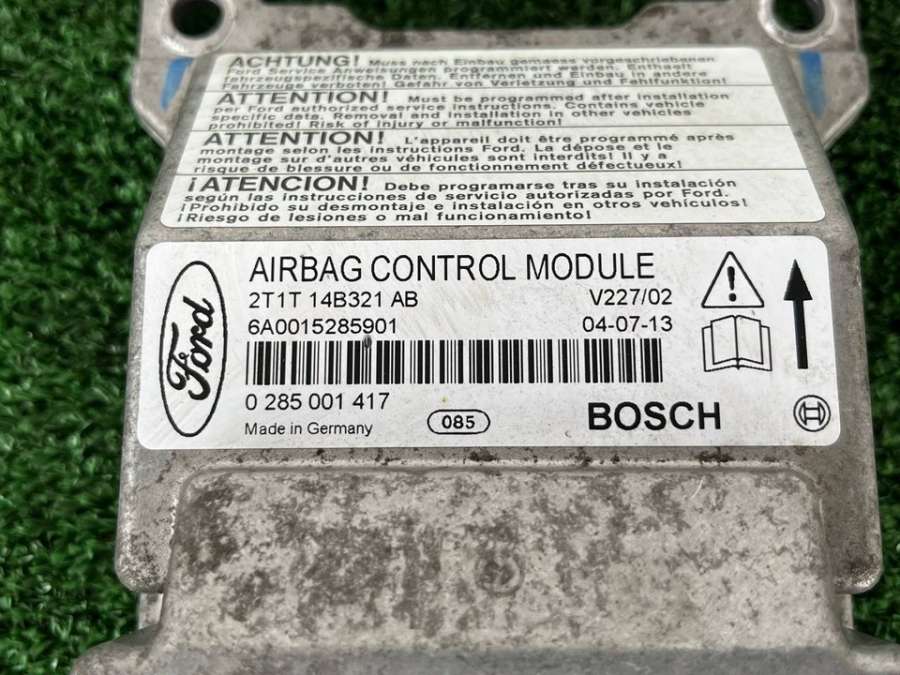 ACHTUNG! Muss nach Einbau gemaess vorgeschriebenen
Ford Service Anweisungen programmiert werden. Enthaelt
fahrzeugspezifische Daten. Entfernen und Einbau in andere
Fahrzeuge verboten! Gefahr von Verletzung und Fehlfunktion!
ATTENTION! Must be programmed after installation
per Ford authorized service instructions. Contains vehicle
specific data. Removal and installation in other vehicles
prohibited! Risk of injury or malfunction!
ATTENTION! L'appareil doit être programmé après
montage selon les instructions Ford. La dépose et le
montage sur d'autres véhicules sont interdits! Il y a
risque de blessure ou de fonctionnement défectueux!
¡ATENCION! Debe programarse tras su instalación
según las instrucciones de servicio autorizadas por Ford.
¡Prohibido su desmontaje e instalación en otros vehículos!
¡Riesgo de lesiones o mal funcionamiento!
Ford
AIRBAG CONTROL MODULE
2T1T 14B321 AB V227/02
6A0015285901 04-07-13
0 285 001 417
Made in Germany 085 BOSCH